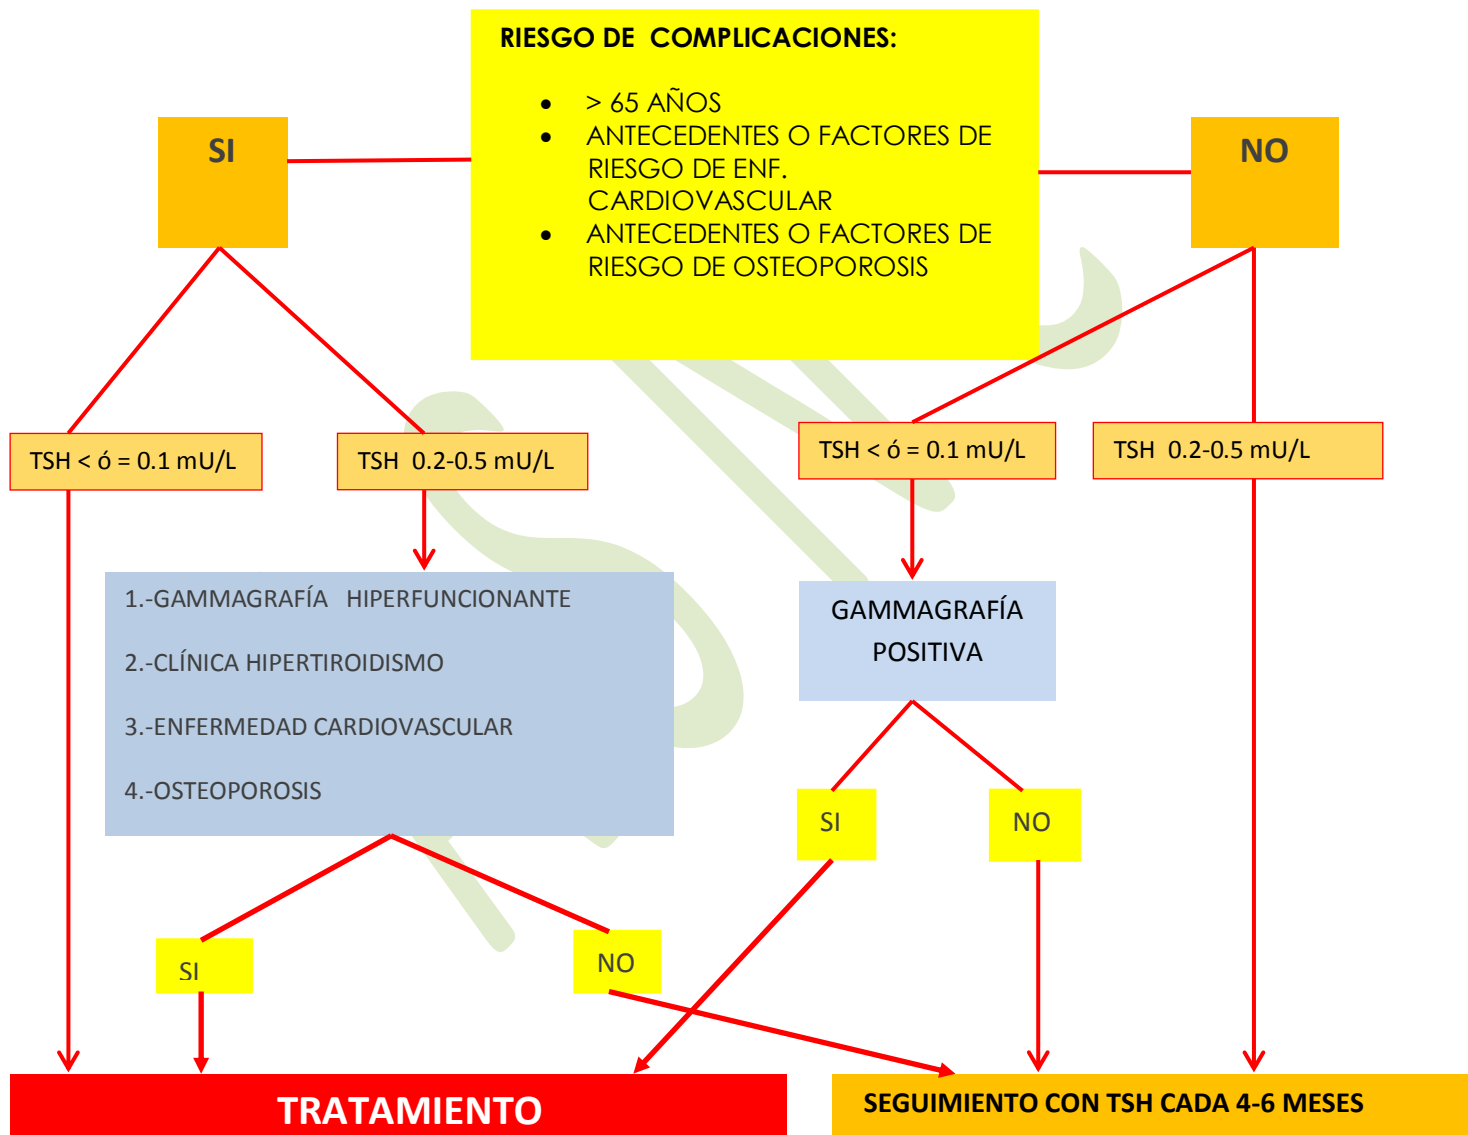 RIESGO DE COMPLICACIONES:
• > 65 AÑOS
• ANTECEDENTES O FACTORES DE
RIESGO DE ENF.
CARDIOVASCULAR
• ANTECEDENTES O FACTORES DE
RIESGO DE OSTEOPOROSIS
SI
NO
TSH < ó = 0.1 mU/L
TSH 0.2-0.5 mU/L
TSH < ó = 0.1 mU/L
TSH 0.2-0.5 mU/L
1.-GAMMAGRAFÍA HIPERFUNCIONANTE
2.-CLÍNICA HIPERTIROIDISMO
3.-ENFERMEDAD CARDIOVASCULAR
4.-OSTEOPOROSIS
GAMMAGRAFÍA
POSITIVA
SI
NO
SI
NO
TRATAMIENTO
SEGUIMIENTO CON TSH CADA 4-6 MESES